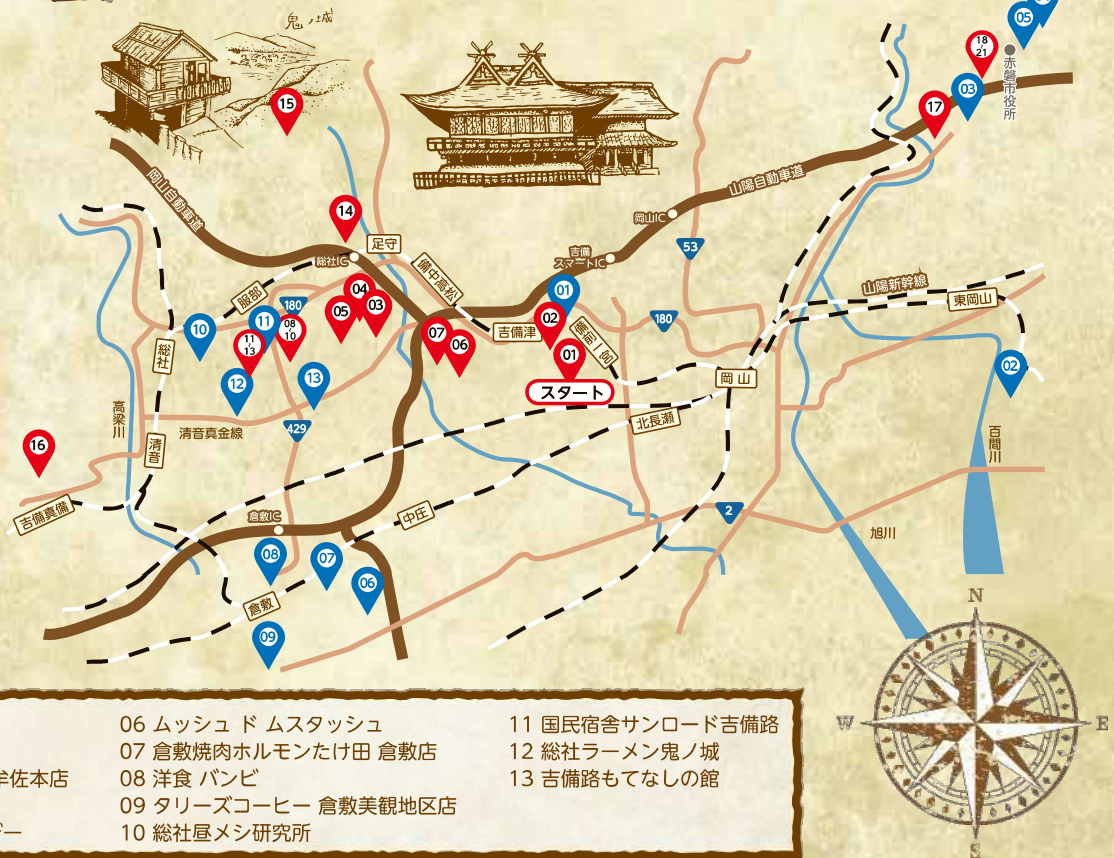 鬼ノ城
05
18
21
赤磐市役所
03
17
15
岡山自動車道
山陽自動車道
14
足守
総社IC
岡山IC
吉備
スマートIC
53
備中高松
服部
180
04
03
05
01
02
山陽新幹線
東岡山
10
11
08
10
11
13
07
06
吉備津
備前一宮
180
01
スタート
総社
12
13
岡山
02
高梁川
清音真金線
429
北長瀬
百間川
清音
16
吉備真備
倉敷IC
中庄
2
旭川
08
07
06
倉敷
09
N
W
E
S
06 ムッシュ ド ムスタッシュ
07 倉敷焼肉ホルモンたけ田 倉敷店
08 洋食 バンビ
09 タリーズコーヒー 倉敷美観地区店
10 総社昼メシ研究所
11 国民宿舎サンロード吉備路
12 総社ラーメン鬼ノ城
13 吉備路もてなしの館
佐本店